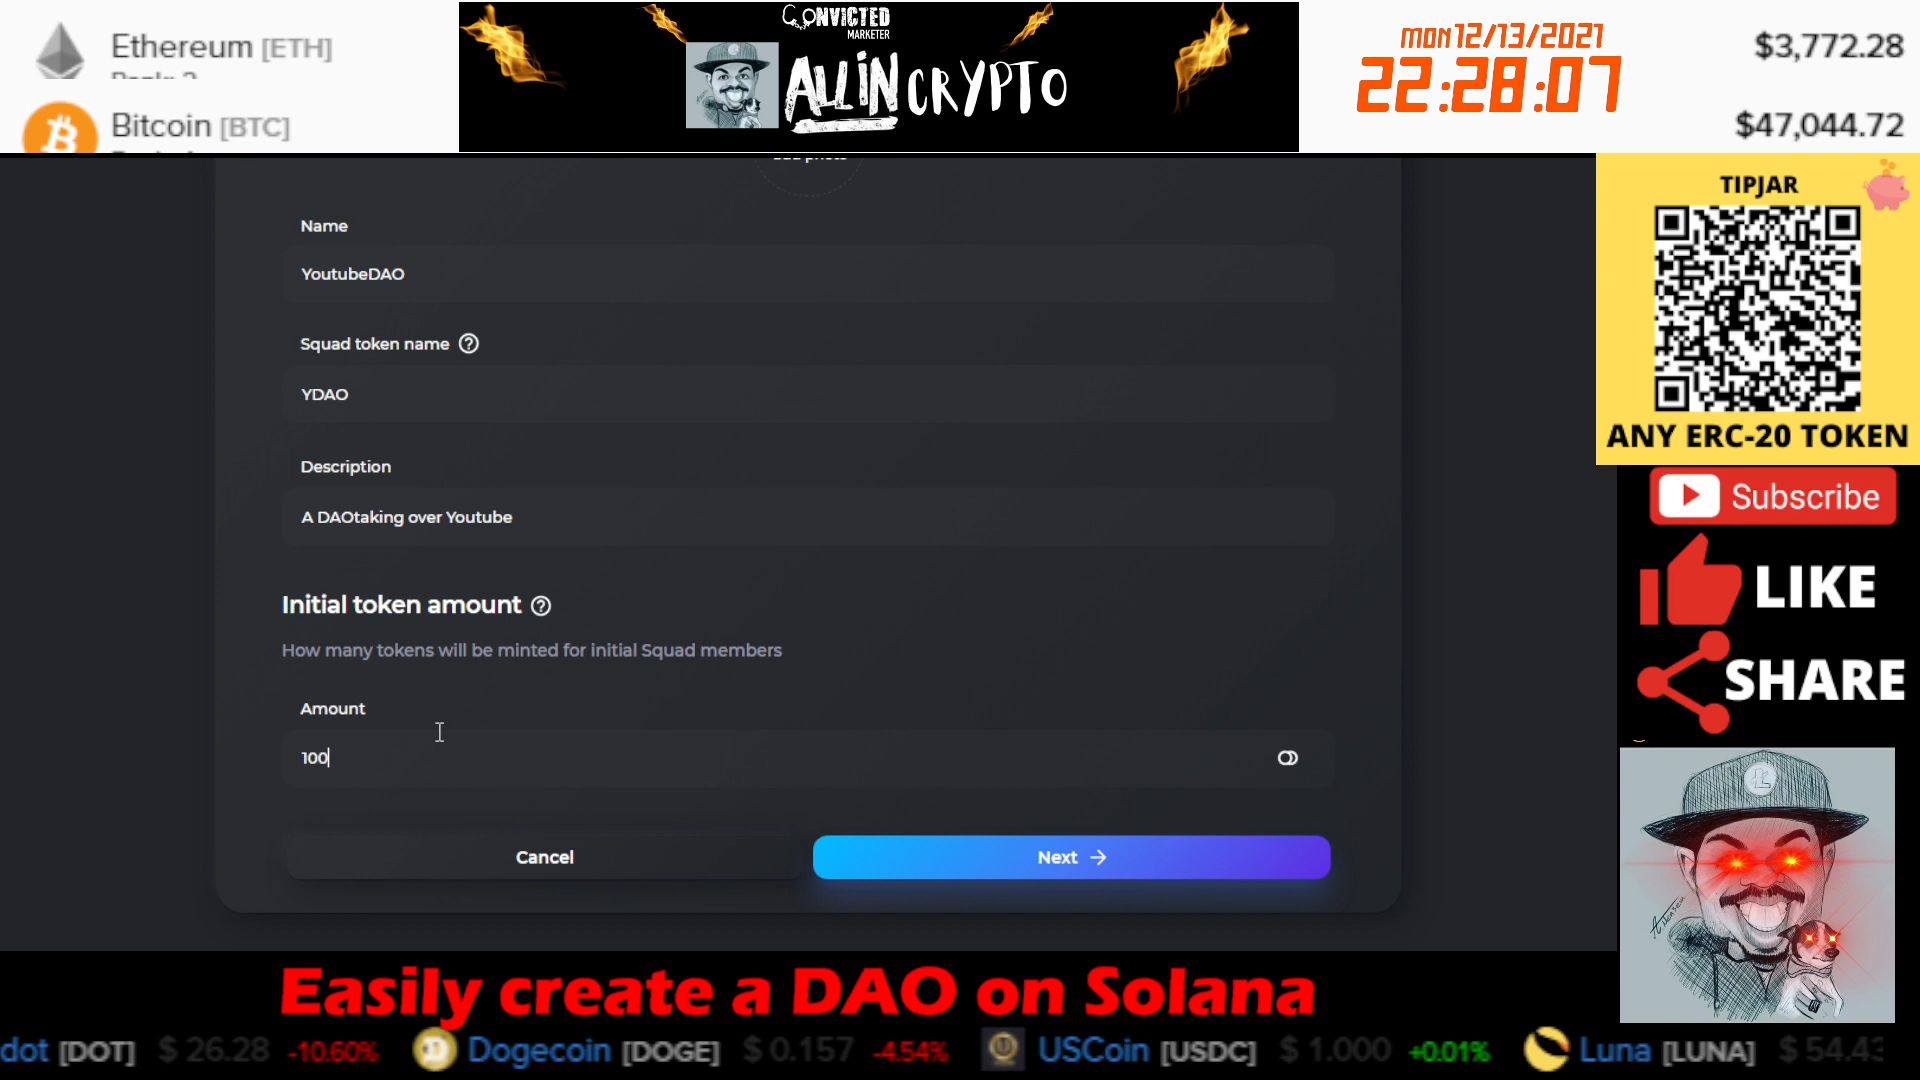 Ethereum [ETH]
Bitcoin [BTC]
CONVICTED
MARKETER
ALLiN CRYPTO
mon 12/13/2021
22:28:07
$3,772.28
$47,044.72
TIPJAR
ANY ERC-20 TOKEN
Subscribe
LIKE
SHARE
Name
YoutubeDAO
Squad token name ?
YDAO
Description
A DAOtaking over Youtube
Initial token amount ?
How many tokens will be minted for initial Squad members
Amount
100
Cancel
Next →
Easily create a DAO on Solana
dot [DOT] $ 26.28 -10.60% Dogecoin [DOGE] $ 0.157 -4.54% USCoin [USDC] $ 1.000 +0.01% Luna [LUNA] $ 54.43